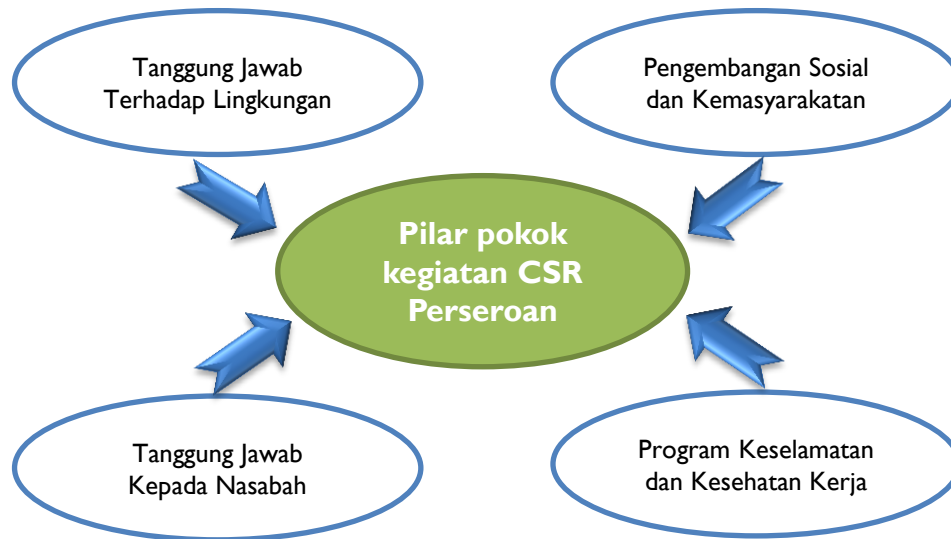 Tanggung Jawab
Terhadap Lingkungan
Pengembangan Sosial
dan Kemasyarakatan
Pilar pokok
kegiatan CSR
Perseroan
Tanggung Jawab
Kepada Nasabah
Program Keselamatan
dan Kesehatan Kerja